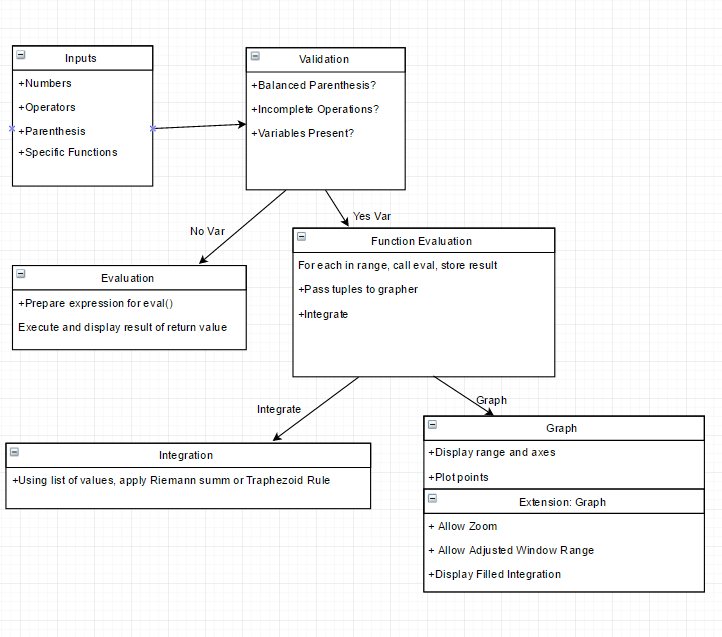 Inputs
+Numbers
+Operators
+Parenthesis
+Specific Functions
Validation
+Balanced Parenthesis?
+Incomplete Operations?
+Variables Present?
No Var
Yes Var
Evaluation
+Prepare expression for eval()
Execute and display result of return value
Function Evaluation
For each in range, call eval, store result
+Pass tuples to grapher
+Integrate
Integrate
Graph
Integration
+Using list of values, apply Riemann summ or Traphezoid Rule
Graph
+Display range and axes
+Plot points
Extension: Graph
+ Allow Zoom
+ Allow Adjusted Window Range
+Display Filled Integration